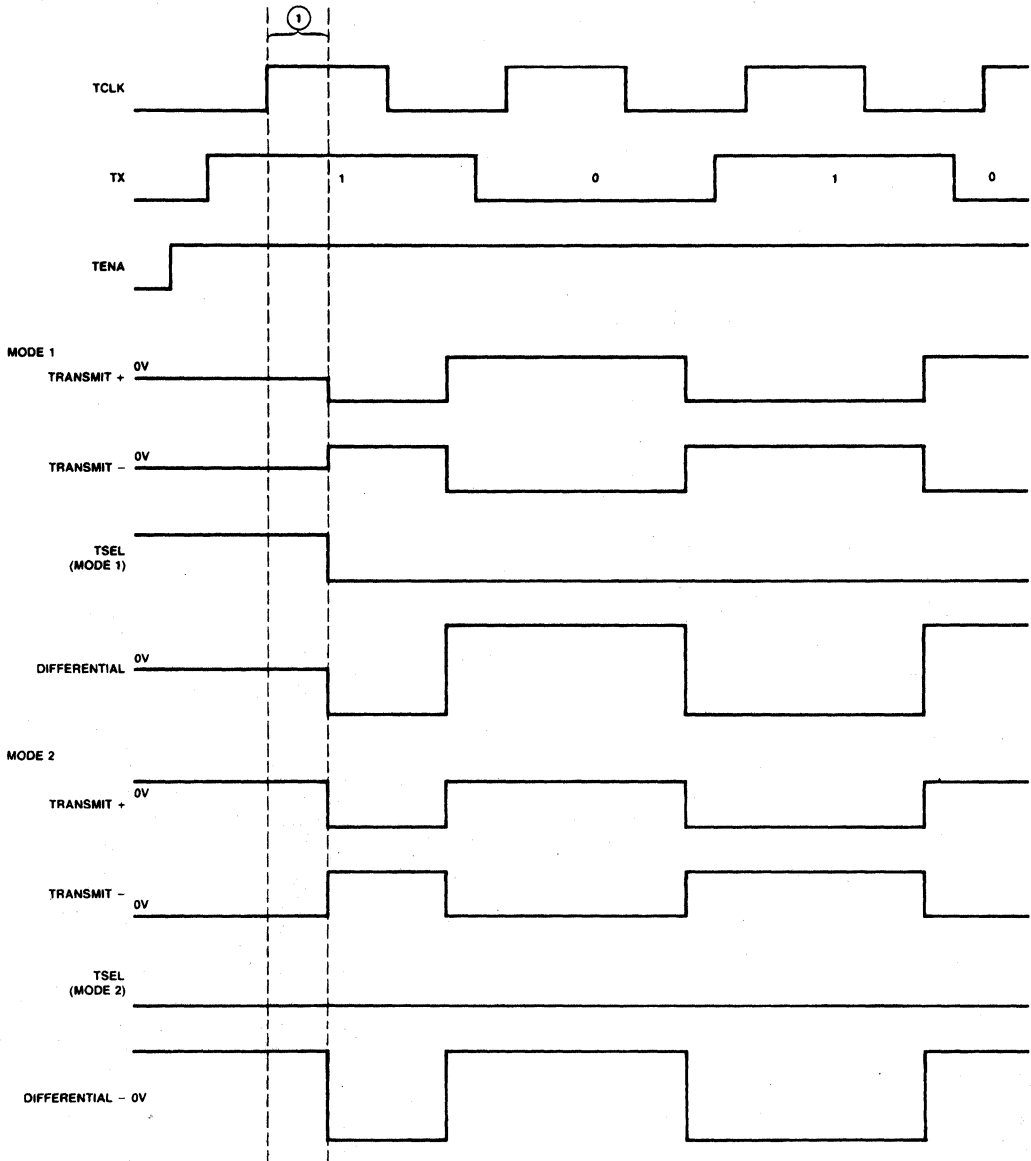 1
TCLK
TX
1
0
1
0
TENA
MODE 1
0V
TRANSMIT +
0V
TRANSMIT –
TSEL
(MODE 1)
0V
DIFFERENTIAL
MODE 2
0V
TRANSMIT +
TRANSMIT –
0V
TSEL
(MODE 2)
DIFFERENTIAL – 0V